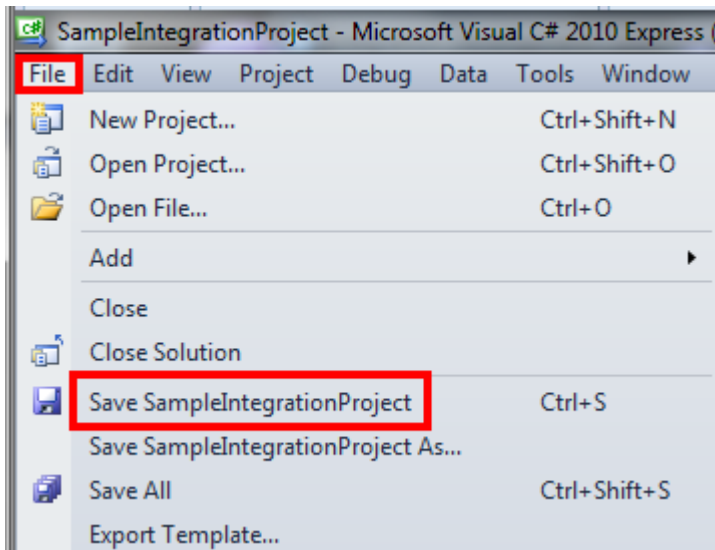 C# SampleIntegrationProject - Microsoft Visual C# 2010 Express (
File Edit View Project Debug Data Tools Window
New Project... Ctrl+Shift+N
Open Project... Ctrl+Shift+O
Open File... Ctrl+O
Add
Close
Close Solution
Save SampleIntegrationProject Ctrl+S
Save SampleIntegrationProject As...
Save All Ctrl+Shift+S
Export Template...